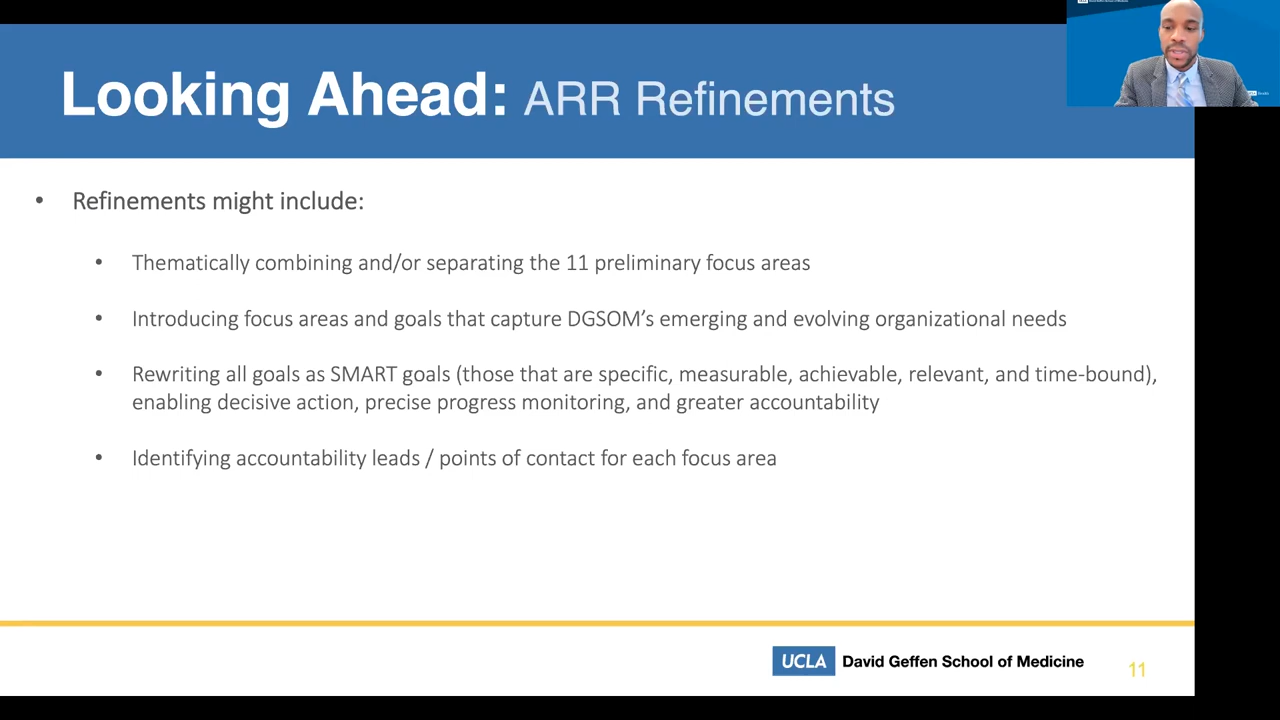 Looking Ahead: ARR Refinements
• Refinements might include:
• Thematically combining and/or separating the 11 preliminary focus areas
• Introducing focus areas and goals that capture DGSOM’s emerging and evolving organizational needs
• Rewriting all goals as SMART goals (those that are specific, measurable, achievable, relevant, and time-bound),
enabling decisive action, precise progress monitoring, and greater accountability
• Identifying accountability leads / points of contact for each focus area
UCLA David Geffen School of Medicine
11